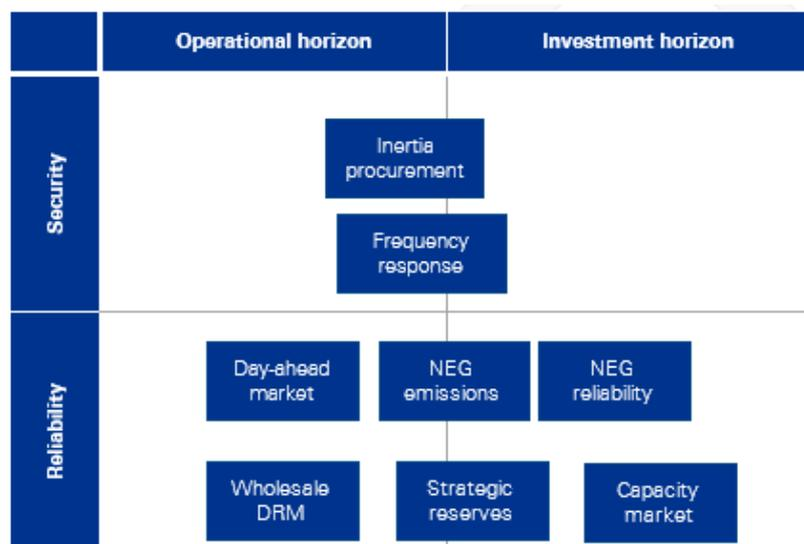 Operational horizon
Investment horizon
Security
Inertia
procurement
Frequency
response
Reliability
Day-ahead
market
NEG
emissions
NEG
reliability
Wholesale
DRM
Strategic
reserves
Capacity
market